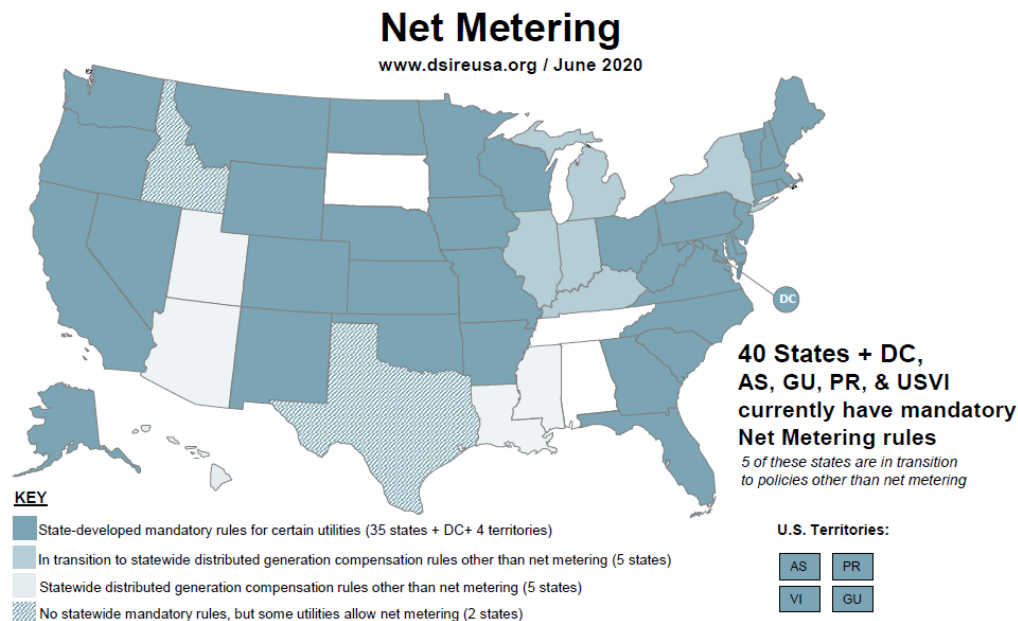 Net Metering
www.dsireusa.org / June 2020
DC
40 States + DC,
AS, GU, PR, & USVI
currently have mandatory
Net Metering rules
5 of these states are in transition
to policies other than net metering
KEY
State-developed mandatory rules for certain utilities (35 states + DC+ 4 territories)
In transition to statewide distributed generation compensation rules other than net metering (5 states)
Statewide distributed generation compensation rules other than net metering (5 states)
No statewide mandatory rules, but some utilities allow net metering (2 states)
U.S. Territories:
AS PR
VI GU